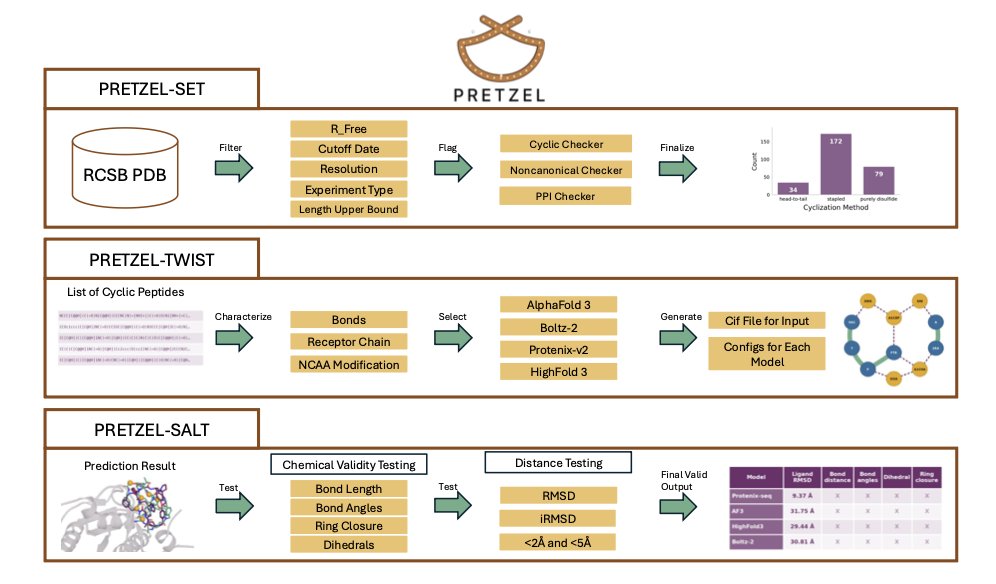 PRETZEL
PRETZEL-SET
RCSB PDB
Filter
R_Free
Cutoff Date
Resolution
Experiment Type
Length Upper Bound
Flag
Cyclic Checker
Noncanonical Checker
PPI Checker
Finalize
Count
150
100
50
0
34
172
79
head-to-tail
stapled
purely disulfide
Cyclization Method
PRETZEL-TWIST
List of Cyclic Peptides
Characterize
Bonds
Receptor Chain
NCAA Modification
Select
AlphaFold 3
Boltz-2
Protenix-v2
HighFold 3
Generate
Cif File for Input
Configs for Each
Model
PRETZEL-SALT
Prediction Result
Test
Chemical Validity Testing
Bond Length
Bond Angles
Ring Closure
Dihedrals
Test
Distance Testing
RMSD
iRMSD
<2Å and <5Å
Final Valid
Output
Model Ligand RMSD Bond distance Bond angles Dihedral Ring closure
Protenix-seq 9.37 Å X X X X
AF3 31.75 Å X X X X
HighFold3 29.44 Å X X X X
Boltz-2 30.81 Å X X X X